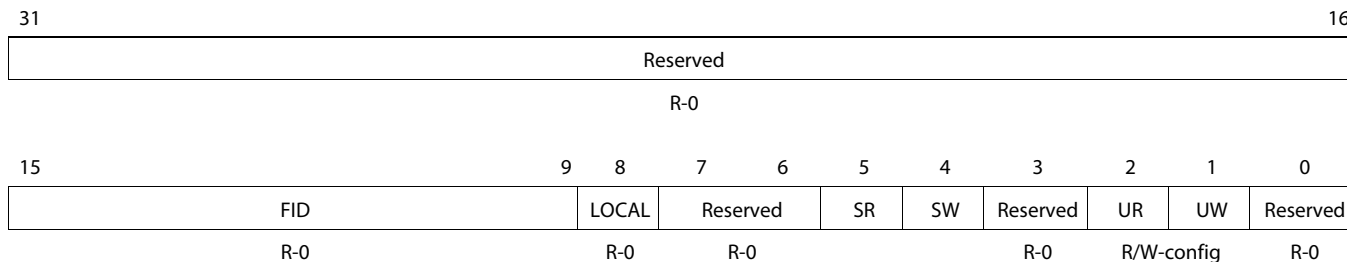 31 16
Reserved
R-0
15 9 8 7 6 5 4 3 2 1 0
FID LOCAL Reserved SR SW Reserved UR UW Reserved
R-0 R-0 R-0 R-0 R/W-config R-0